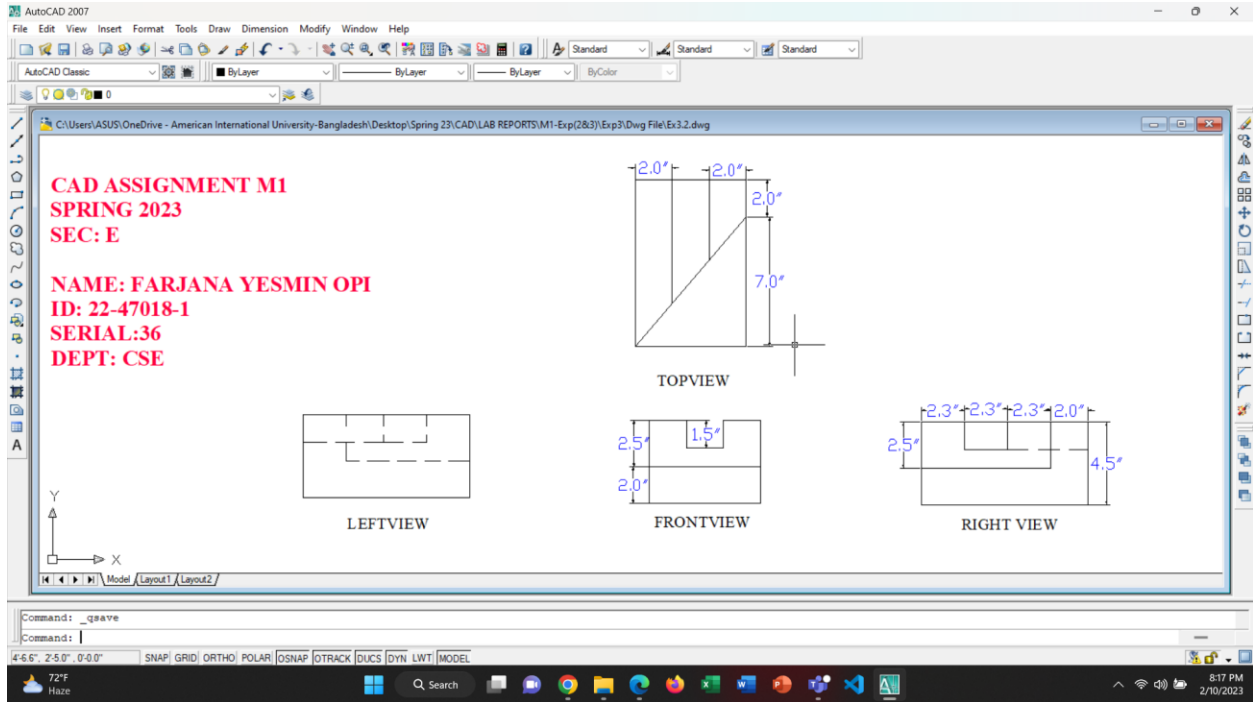 AutoCAD 2007
File Edit View Insert Format Tools Draw Dimension Modify Window Help
Standard Standard Standard
AutoCAD Classic ByLayer ByLayer ByLayer ByColor
0
C:\Users\ASUS\OneDrive - American International University-Bangladesh\Desktop\Spring 23\CAD\LAB REPORTS\M1-Exp(2&3)\Exp3\Dwg File\Ex3.2.dwg
CAD ASSIGNMENT M1
SPRING 2023
SEC: E
NAME: FARJANA YESMIN OPI
ID: 22-47018-1
SERIAL:36
DEPT: CSE
2.0" 2.0"
2.0"
7.0"
TOPVIEW
LEFTVIEW
2.5" 1.5"
2.0"
FRONTVIEW
2.3" 2.3" 2.3" 2.0"
2.5"
4.5"
RIGHT VIEW
Y
X
A
Model Layout1 Layout2
Command: _qsave
Command:
4'-6.6", 2'-5.0", 0'-0.0" SNAP GRID ORTHO POLAR OSNAP OTRACK DUCS DYN LWT MODEL
72°F
Haze
Search
8:17 PM
2/10/2023